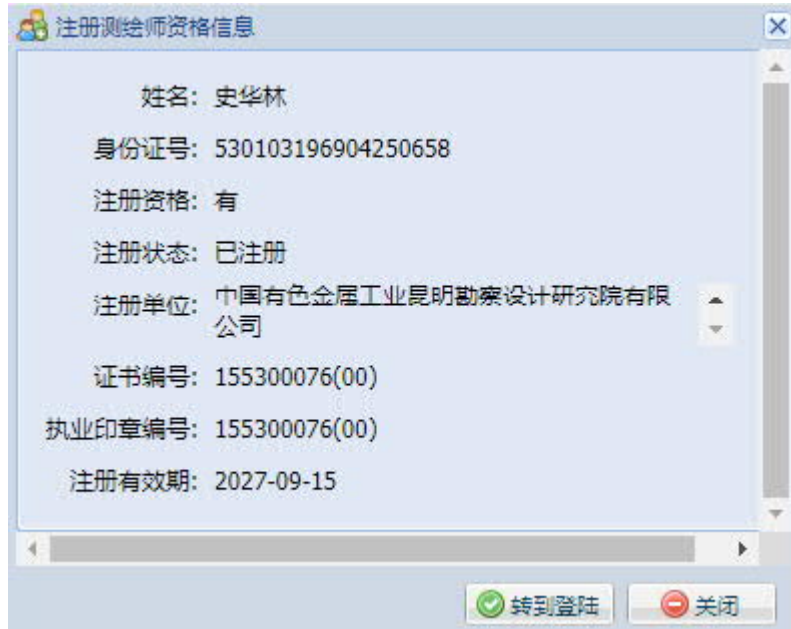 注册测绘师资格信息
姓名: 史华林
身份证号: 530103196904250658
注册资格: 有
注册状态: 已注册
注册单位: 中国有色金属工业昆明勘察设计研究院有限
公司
证书编号: 155300076(00)
执业印章编号: 155300076(00)
注册有效期: 2027-09-15
转到登陆 关闭